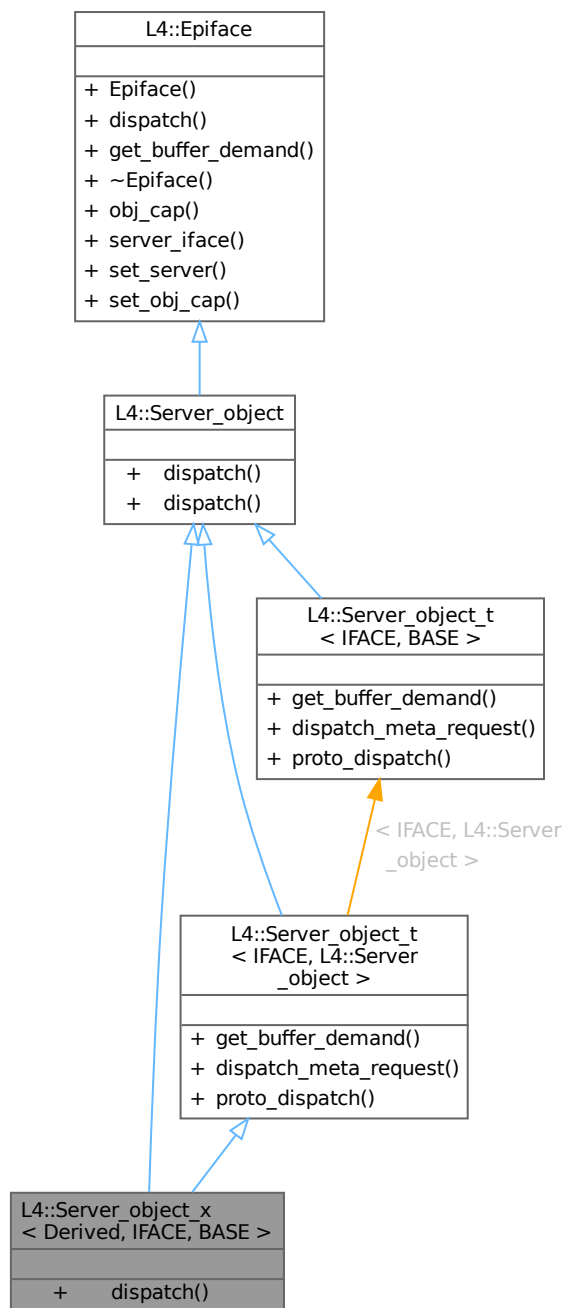 L4::Epiface
+ Epiface()
+ dispatch()
+ get_buffer_demand()
+ ~Epiface()
+ obj_cap()
+ server_iface()
+ set_server()
+ set_obj_cap()
L4::Server_object
+ dispatch()
+ dispatch()
L4::Server_object_t
< IFACE, BASE >
+ get_buffer_demand()
+ dispatch_meta_request()
+ proto_dispatch()
< IFACE, L4::Server
_object >
L4::Server_object_t
< IFACE, L4::Server
_object >
+ get_buffer_demand()
+ dispatch_meta_request()
+ proto_dispatch()
L4::Server_object_x
< Derived, IFACE, BASE >
+ dispatch()